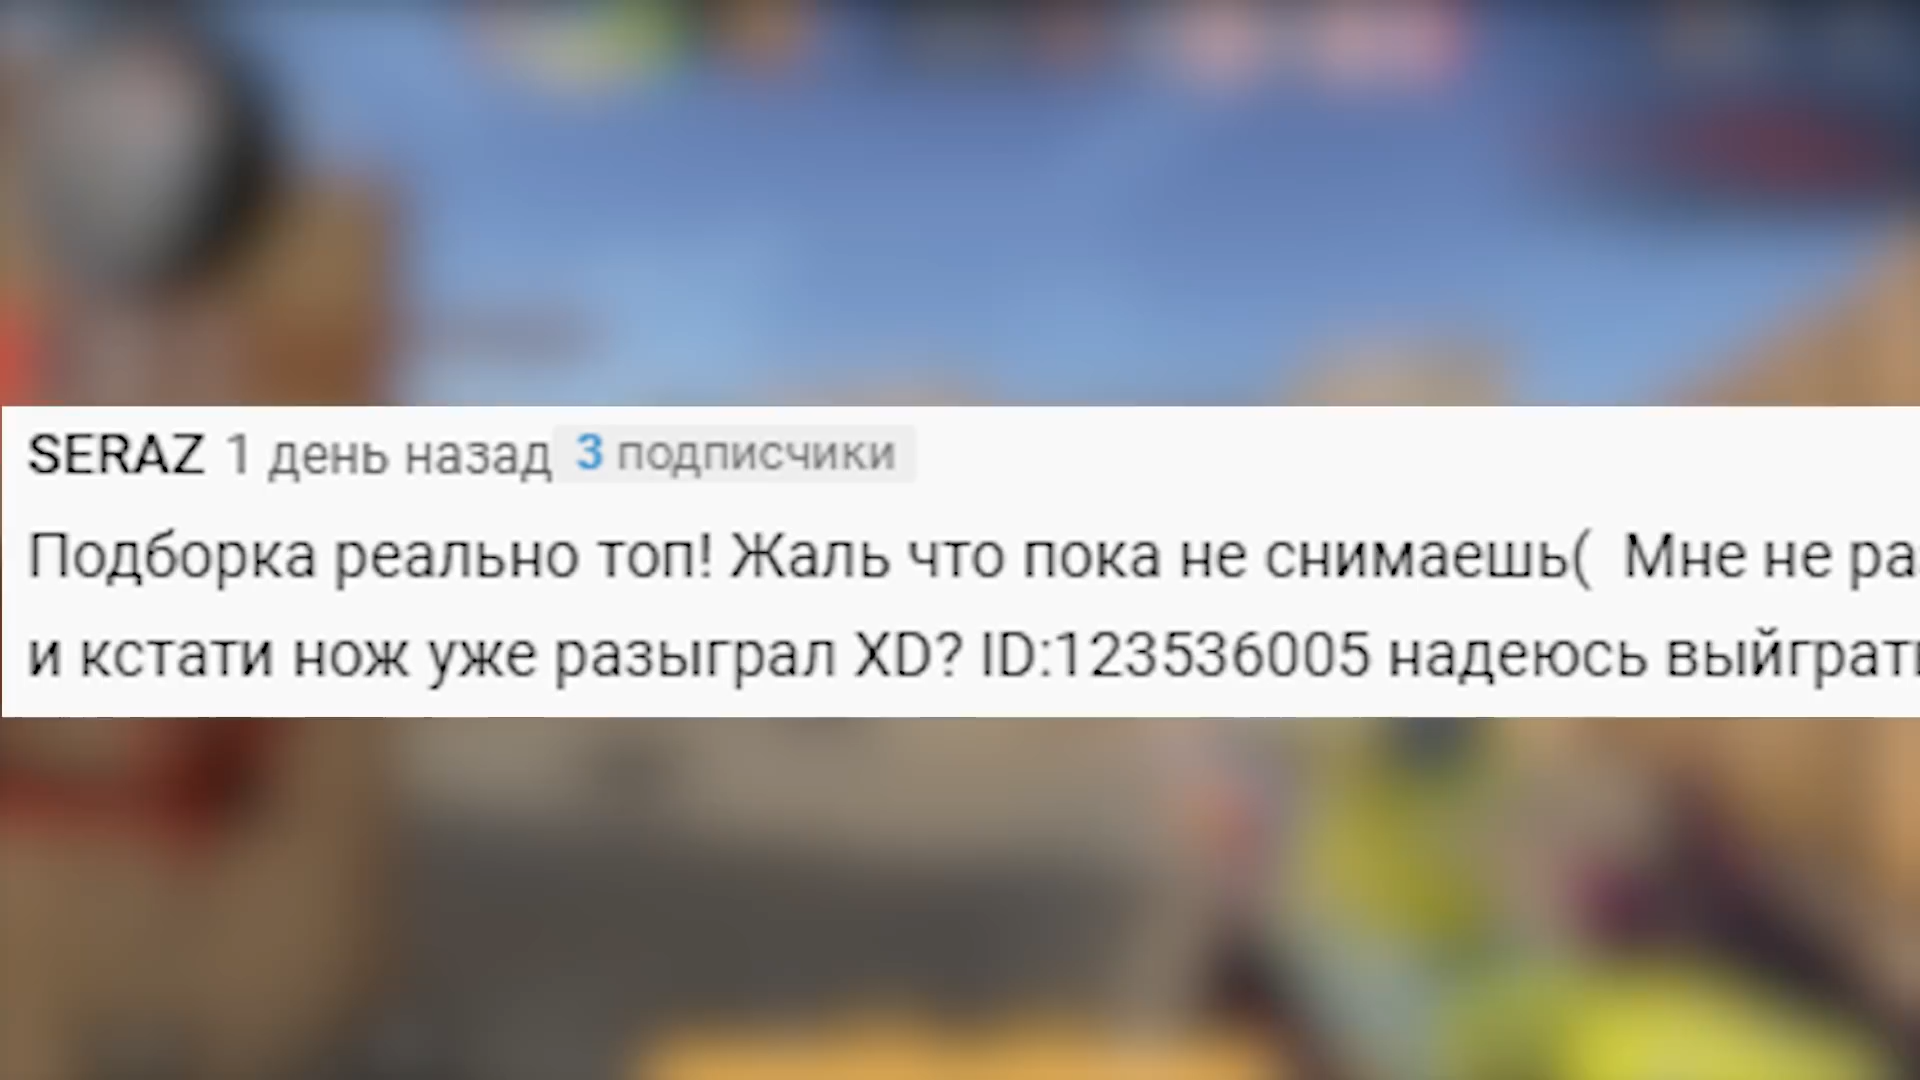 SERAZ 1 день назад 3 подписчики
Подборка реально топ! Жаль что пока не снимаешь( Мне не
и кстати нож уже разыграл XD? ID:123536005 надеюсь